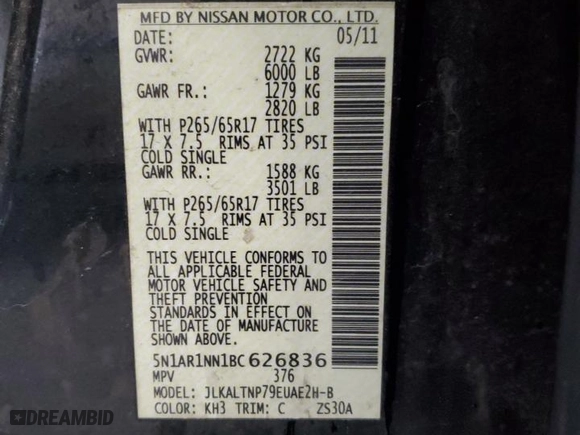 MFD BY NISSAN MOTOR CO., LTD.
DATE: 05/11
GVWR: 2722 KG
6000 LB
GAWR FR.: 1279 KG
2820 LB
WITH P265/65R17 TIRES
17 X 7.5 RIMS AT 35 PSI
COLD SINGLE
GAWR RR.: 1588 KG
3501 LB
WITH P265/65R17 TIRES
17 X 7.5 RIMS AT 35 PSI
COLD SINGLE
THIS VEHICLE CONFORMS TO
ALL APPLICABLE FEDERAL
MOTOR VEHICLE SAFETY AND
THEFT PREVENTION
STANDARDS IN EFFECT ON
THE DATE OF MANUFACTURE
SHOWN ABOVE.
5N1AR1NN1BC626836
MPV 376
MODEL: JLKALTNP79EUAE2H-B
COLOR: KH3 TRIM: C ZS30A
DREAMBID